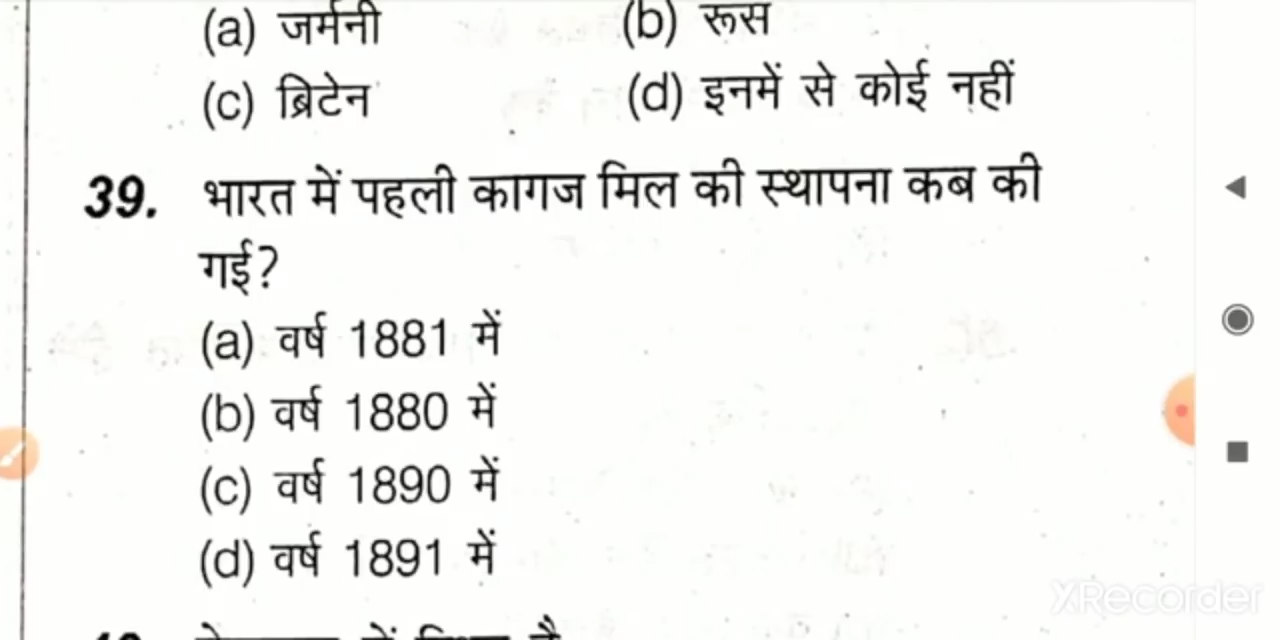 (a) जर्मनी (b) रूस
(c) ब्रिटेन (d) इनमें से कोई नहीं
39. भारत में पहली कागज मिल की स्थापना कब की
गई?
(a) वर्ष 1881 में
(b) वर्ष 1880 में
(c) वर्ष 1890 में
(d) वर्ष 1891 में
XRecorder